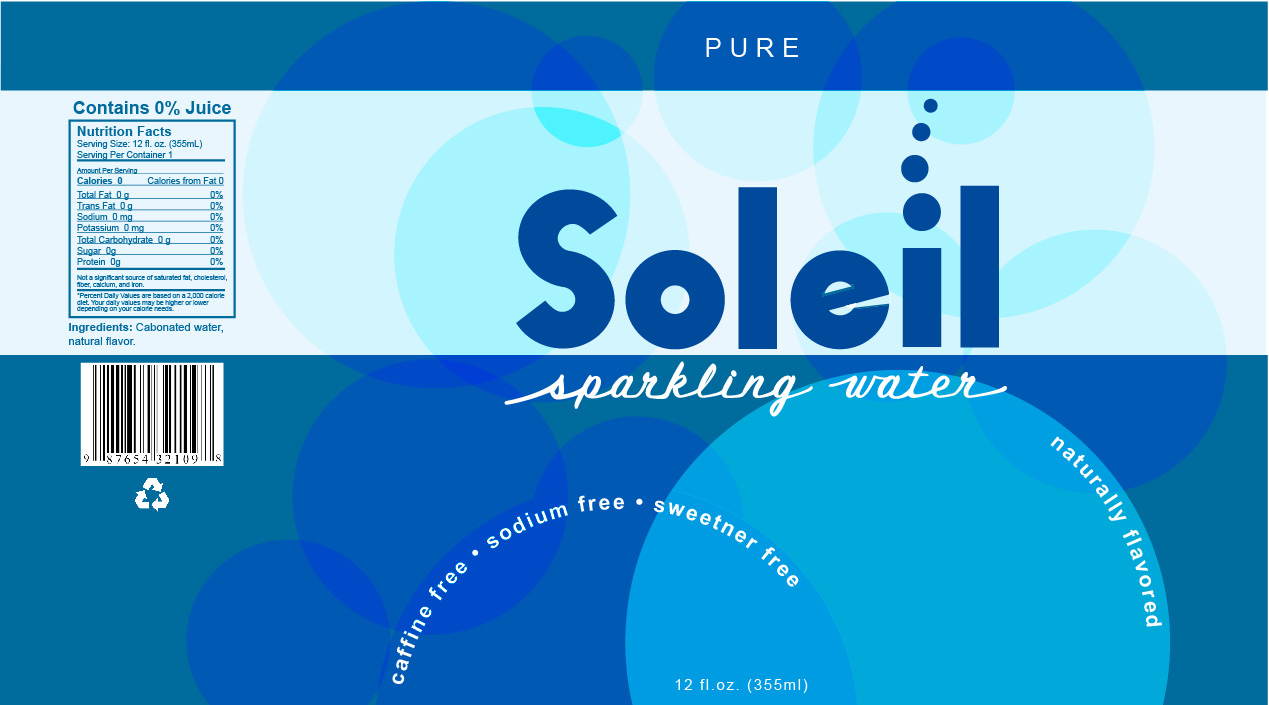 PURE
Contains 0% Juice
Nutrition Facts
Serving Size: 12 fl. oz. (355mL)
Serving Per Container 1
Amount Per Serving
Calories 0 Calories from Fat 0
Total Fat 0 g 0%
Trans Fat 0 g 0%
Sodium 0 mg 0%
Potassium 0 mg 0%
Total Carbohydrate 0 g 0%
Sugar 0g 0%
Protein 0g 0%
Not a significant source of saturated fat, cholesterol,
fiber, calcium, and iron.
*Percent Daily Values are based on a 2,000 calorie
diet. Your daily values may be higher or lower
depending on your calorie needs.
Ingredients: Cabonated water,
natural flavor.
9 87654 32109 8
Soleil
sparkling water
caffine free • sodium free • sweetner free
naturally flavored
12 fl.oz. (355ml)